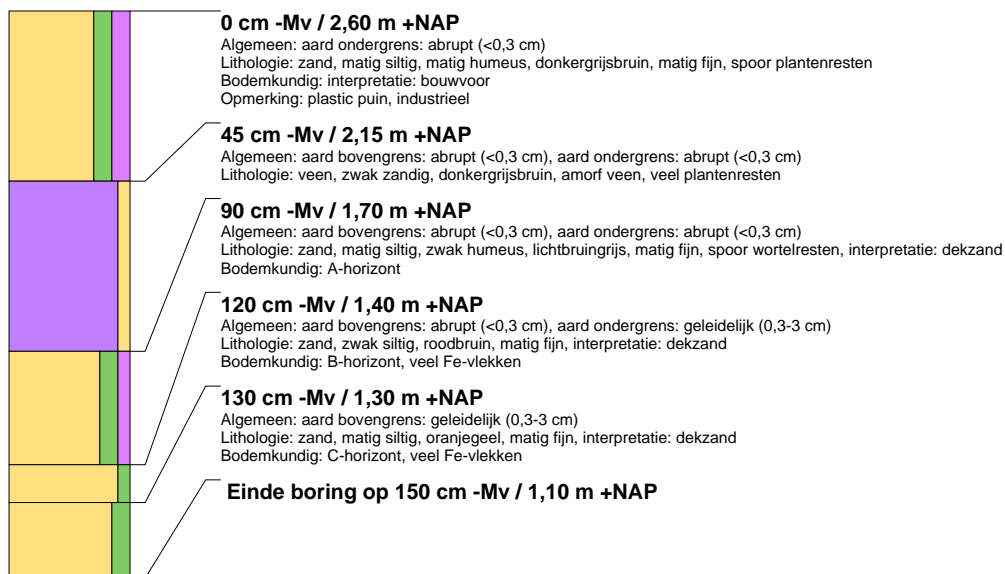 0 cm -Mv / 2,60 m +NAP
Algemeen: aard ondergrens: abrupt (<0,3 cm)
Lithologie: zand, matig siltig, matig humeus, donkergrijsbruin, matig fijn, spoor plantenresten
Bodemkundig: interpretatie: bouwvoor
Opmerking: plastic puin, industrieel
45 cm -Mv / 2,15 m +NAP
Algemeen: aard bovengrens: abrupt (<0,3 cm), aard ondergrens: abrupt (<0,3 cm)
Lithologie: veen, zwak zandig, donkergrijsbruin, amorf veen, veel plantenresten
90 cm -Mv / 1,70 m +NAP
Algemeen: aard bovengrens: abrupt (<0,3 cm), aard ondergrens: abrupt (<0,3 cm)
Lithologie: zand, matig siltig, zwak humeus, lichtbruingrijs, matig fijn, spoor wortelresten, interpretatie: dekzand
Bodemkundig: A-horizont
120 cm -Mv / 1,40 m +NAP
Algemeen: aard bovengrens: abrupt (<0,3 cm), aard ondergrens: geleidelijk (0,3-3 cm)
Lithologie: zand, zwak siltig, roodbruin, matig fijn, interpretatie: dekzand
Bodemkundig: B-horizont, veel Fe-vlekken
130 cm -Mv / 1,30 m +NAP
Algemeen: aard bovengrens: geleidelijk (0,3-3 cm)
Lithologie: zand, matig siltig, oranjegeel, matig fijn, interpretatie: dekzand
Bodemkundig: C-horizont, veel Fe-vlekken
Einde boring op 150 cm -Mv / 1,10 m +NAP